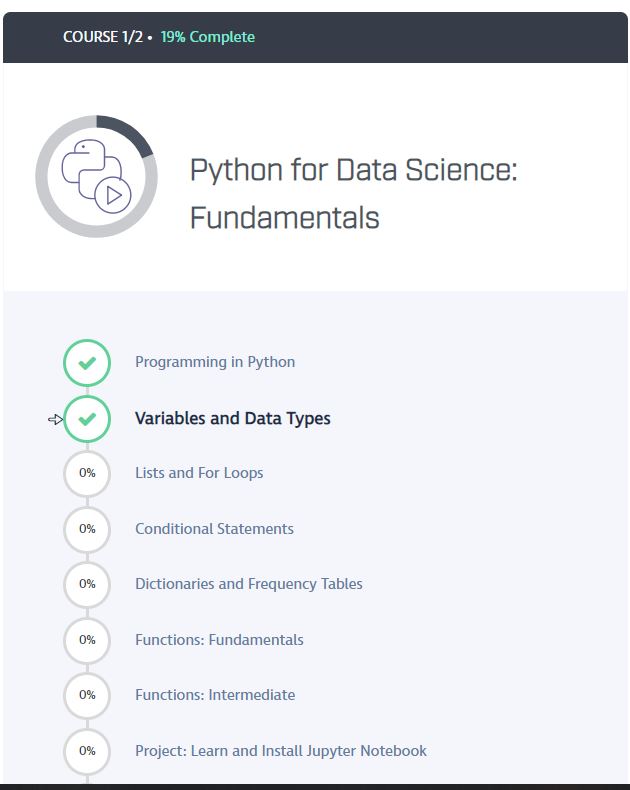 COURSE 1/2 • 19% Complete
Python for Data Science:
Fundamentals
Programming in Python
Variables and Data Types
0% Lists and For Loops
0% Conditional Statements
0% Dictionaries and Frequency Tables
0% Functions: Fundamentals
0% Functions: Intermediate
0% Project: Learn and Install Jupyter Notebook